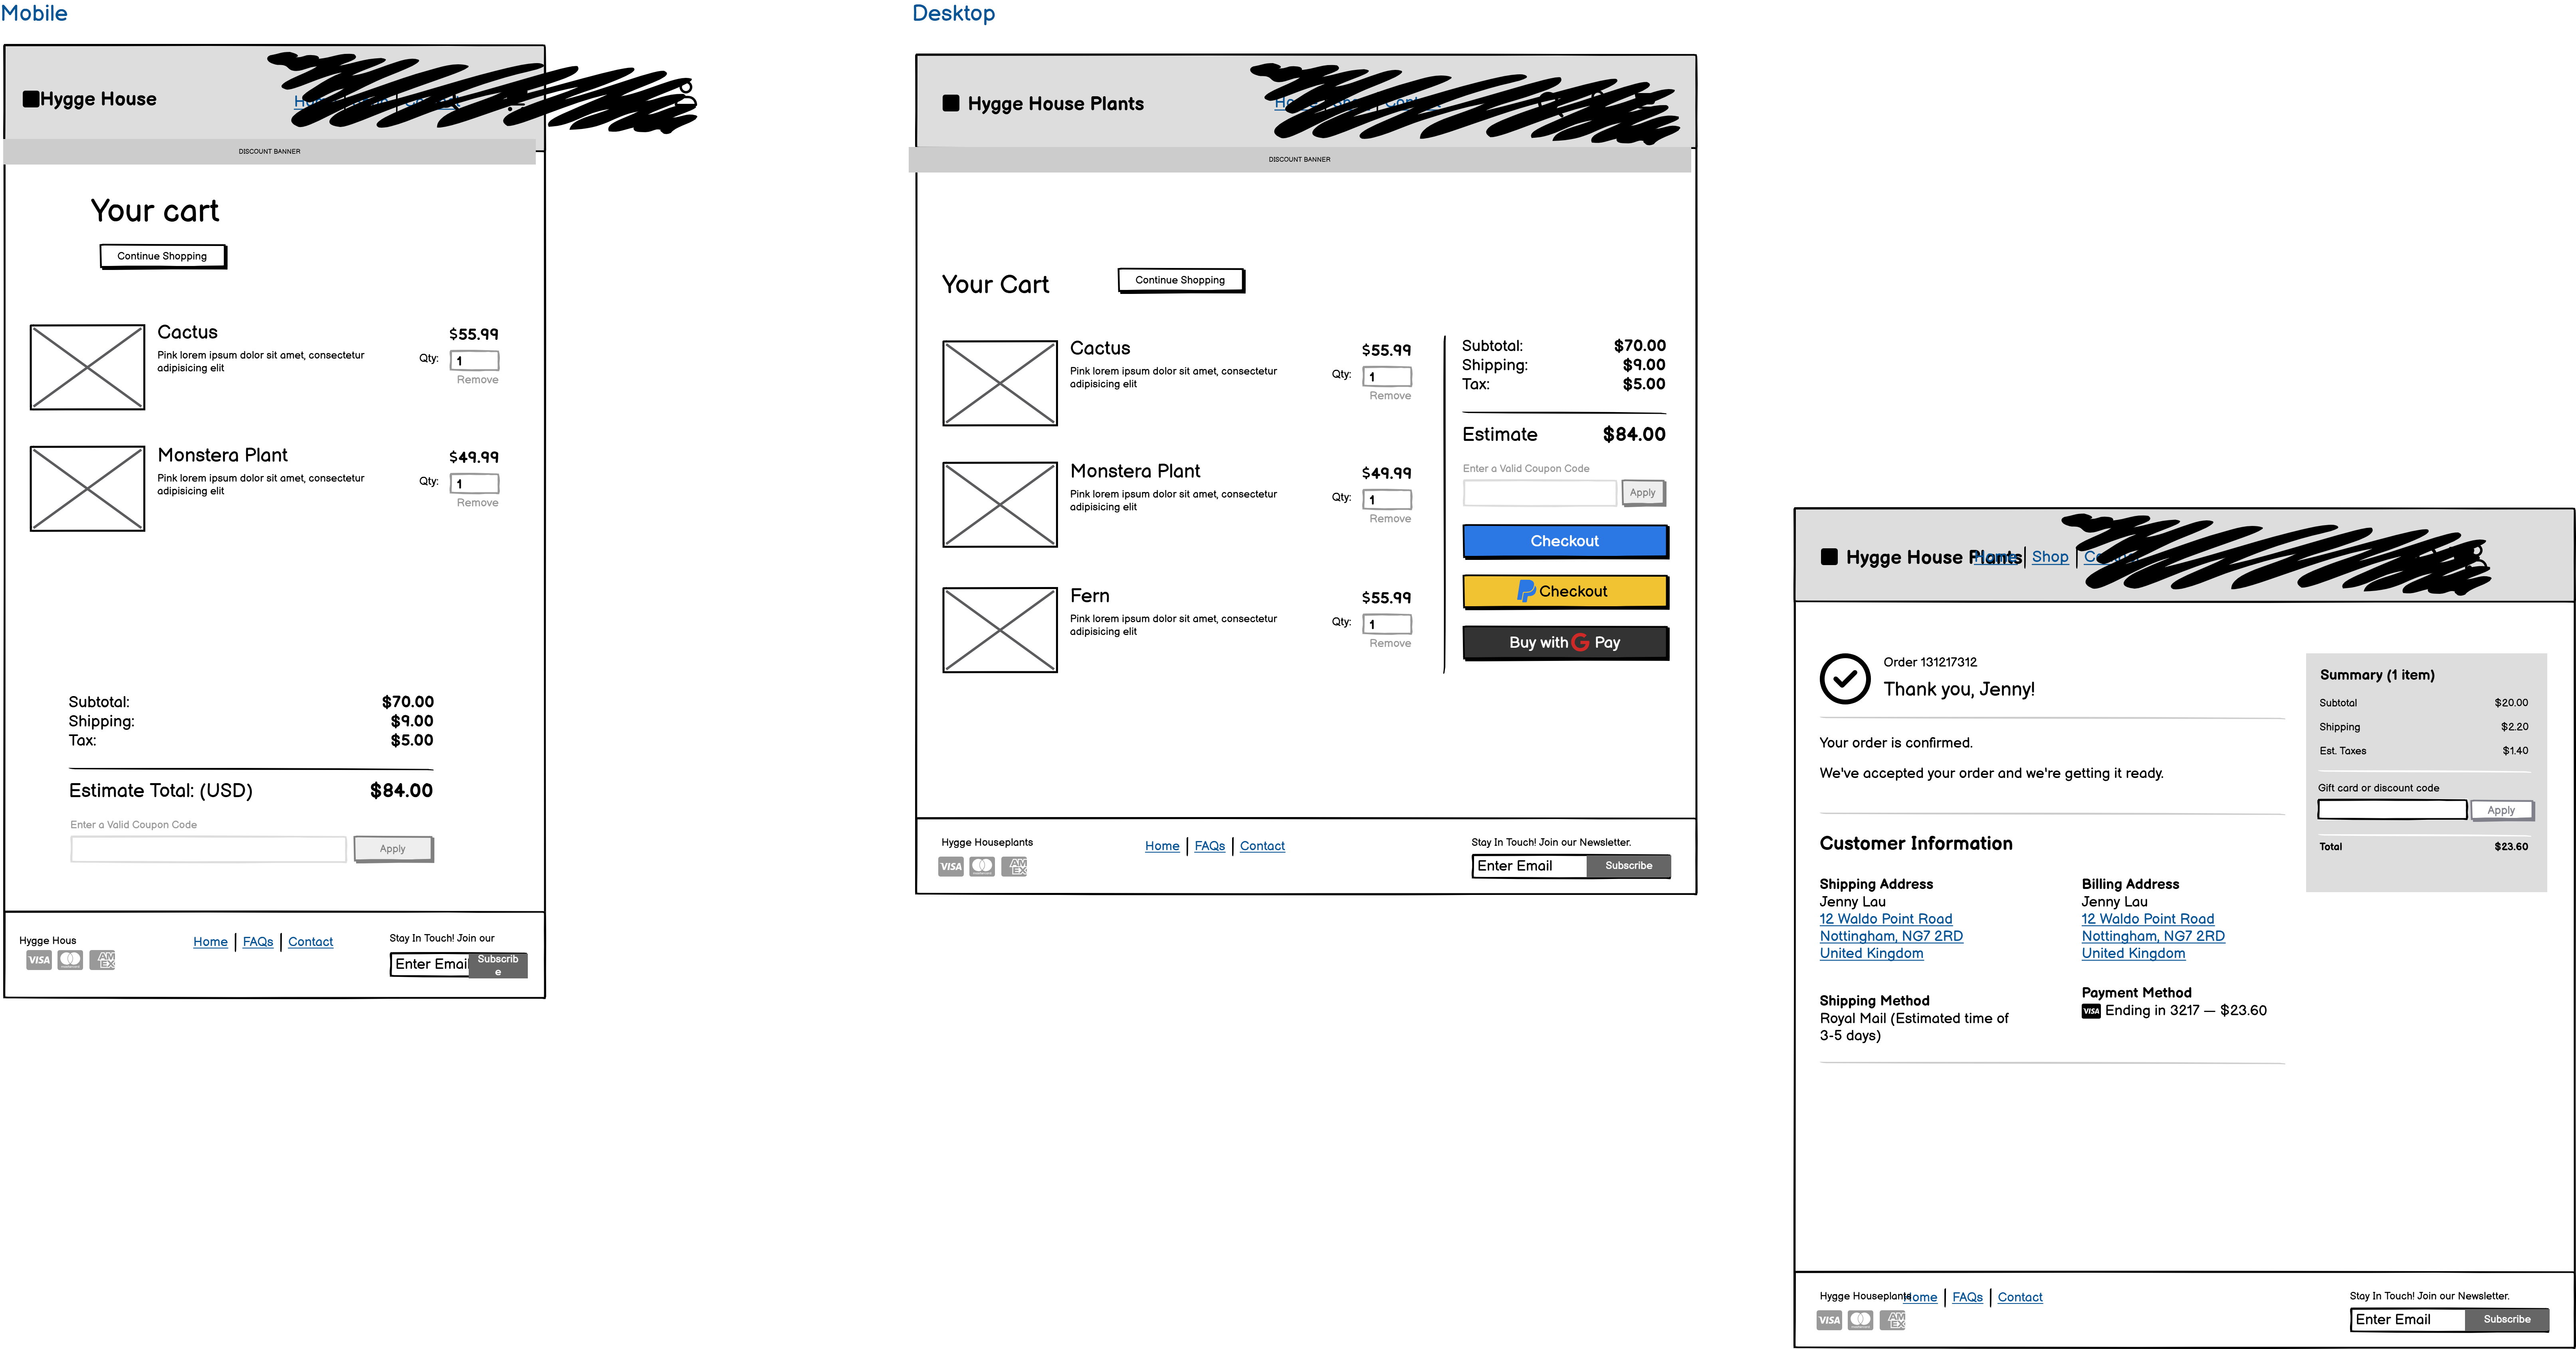 Mobile
Hygge House
DISCOUNT BANNER
Your cart
Continue Shopping
Cactus
Pink lorem ipsum dolor sit amet, consectetur
adipisicing elit
$55.99
Qty: 1
Remove
Monstera Plant
Pink lorem ipsum dolor sit amet, consectetur
adipisicing elit
$49.99
Qty: 1
Remove
Subtotal: $70.00
Shipping: $9.00
Tax: $5.00
Estimate Total: (USD) $84.00
Enter a Valid Coupon Code
Apply
Hygge Hous
VISA
AM
EX
Home FAQs Contact
Stay In Touch! Join our
Enter Email
Subscrib
e
Desktop
Hygge House Plants
DISCOUNT BANNER
Your Cart
Continue Shopping
Cactus
Pink lorem ipsum dolor sit amet, consectetur
adipisicing elit
$55.99
Qty: 1
Remove
Monstera Plant
Pink lorem ipsum dolor sit amet, consectetur
adipisicing elit
$49.99
Qty: 1
Remove
Fern
Pink lorem ipsum dolor sit amet, consectetur
adipisicing elit
$55.99
Qty: 1
Remove
Subtotal: $70.00
Shipping: $9.00
Tax: $5.00
Estimate $84.00
Enter a Valid Coupon Code
Apply
Checkout
Checkout
Buy with G Pay
Hygge Houseplants
VISA
AM
EX
Home FAQs Contact
Stay In Touch! Join our Newsletter.
Enter Email Subscribe
Hygge House Plants
Home Shop
Order 131217312
Thank you, Jenny!
Your order is confirmed.
We've accepted your order and we're getting it ready.
Customer Information
Shipping Address
Jenny Lau
12 Waldo Point Road
Nottingham, NG7 2RD
United Kingdom
Billing Address
Jenny Lau
12 Waldo Point Road
Nottingham, NG7 2RD
United Kingdom
Shipping Method
Royal Mail (Estimated time of
3-5 days)
Payment Method
VISA Ending in 3217 — $23.60
Summary (1 item)
Subtotal $20.00
Shipping $2.20
Est. Taxes $1.40
Gift card or discount code
Apply
Total $23.60
Hygge Houseplants
VISA
AM
EX
Home FAQs Contact
Stay In Touch! Join our Newsletter.
Enter Email Subscribe